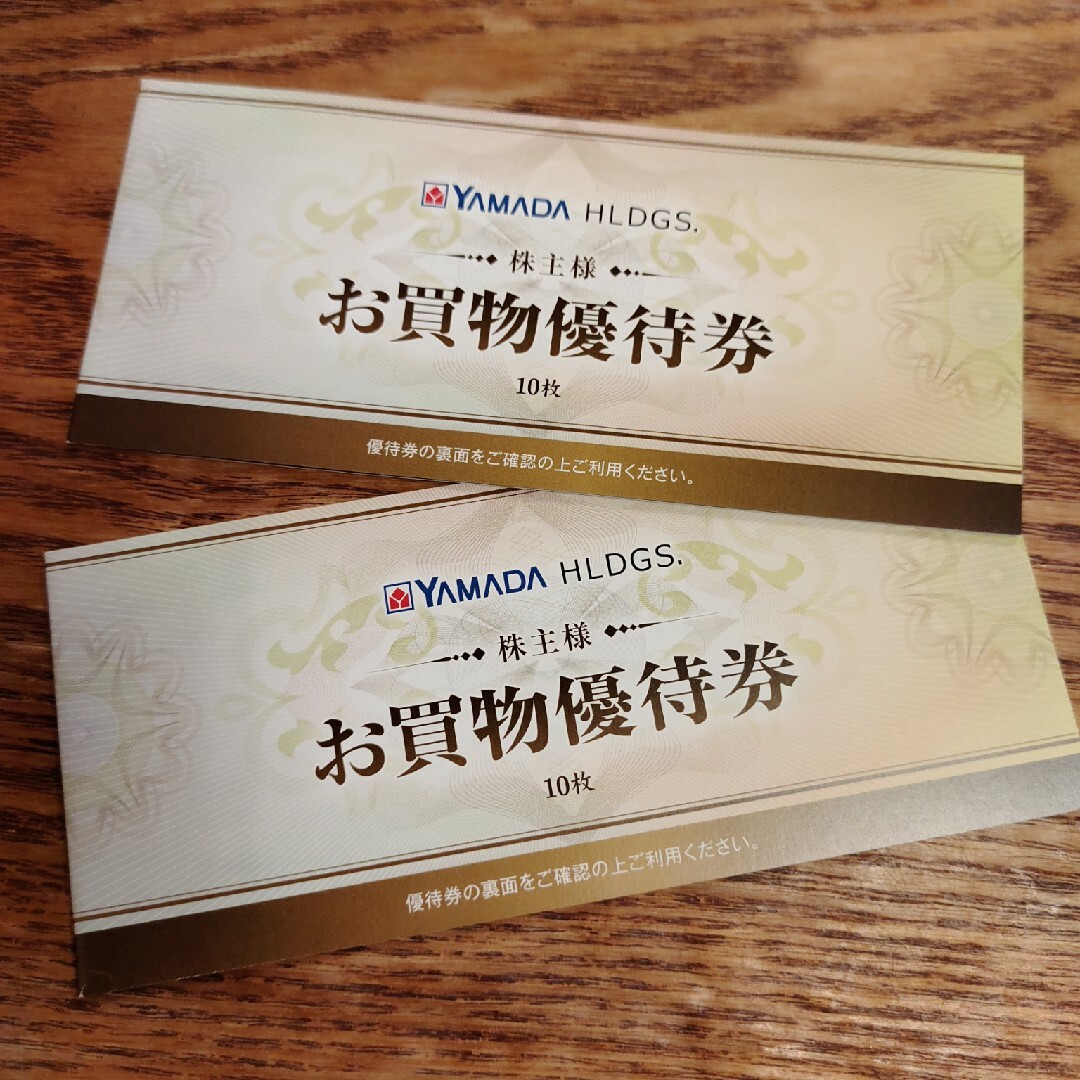 YAMADA HLDGS.
株主様
お買物優待券
10枚
優待券の裏面をご確認の上ご利用ください。
YAMADA HLDGS.
株主様
お買物優待券
10枚
優待券の裏面をご確認の上ご利用ください。